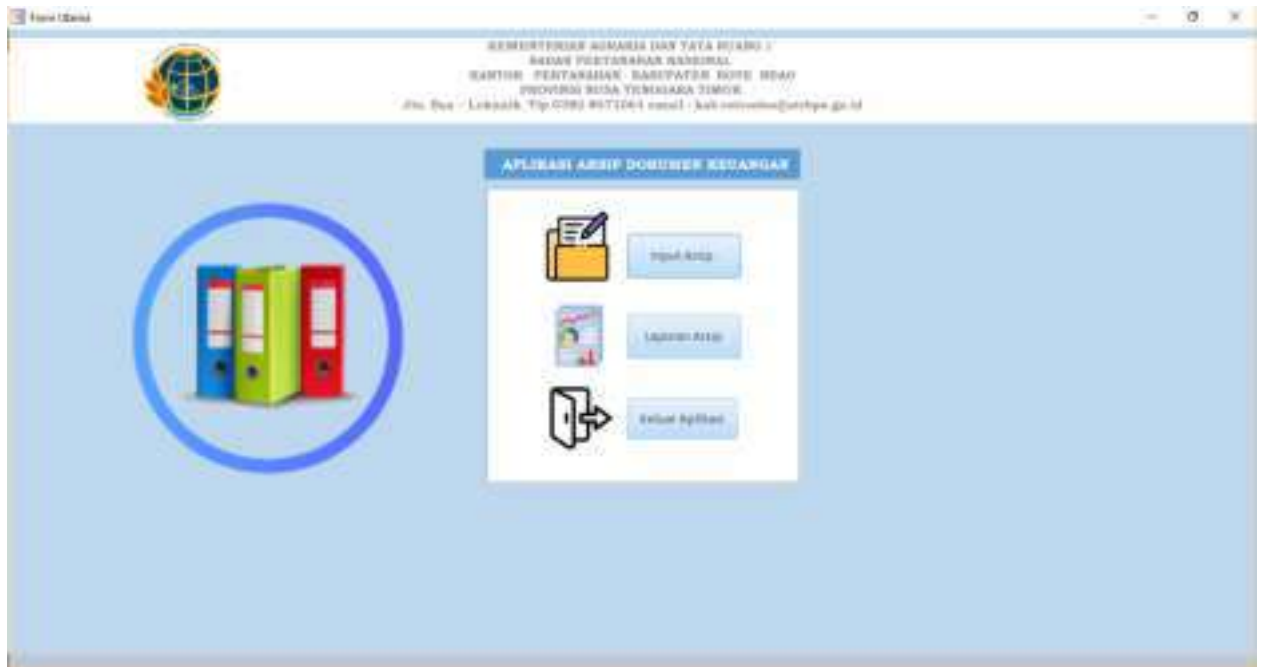 Form Utama
KEMENTERIAN AGRARIA DAN TATA RUANG /
BADAN PERTANAHAN NASIONAL
KANTOR PERTANAHAN KABUPATEN ROTE NDAO
PROVINSI NUSA TENGGARA TIMUR
APLIKASI ARSIP DOKUMEN KEUANGAN
Input Arsip
Laporan Arsip
Keluar Aplikasi